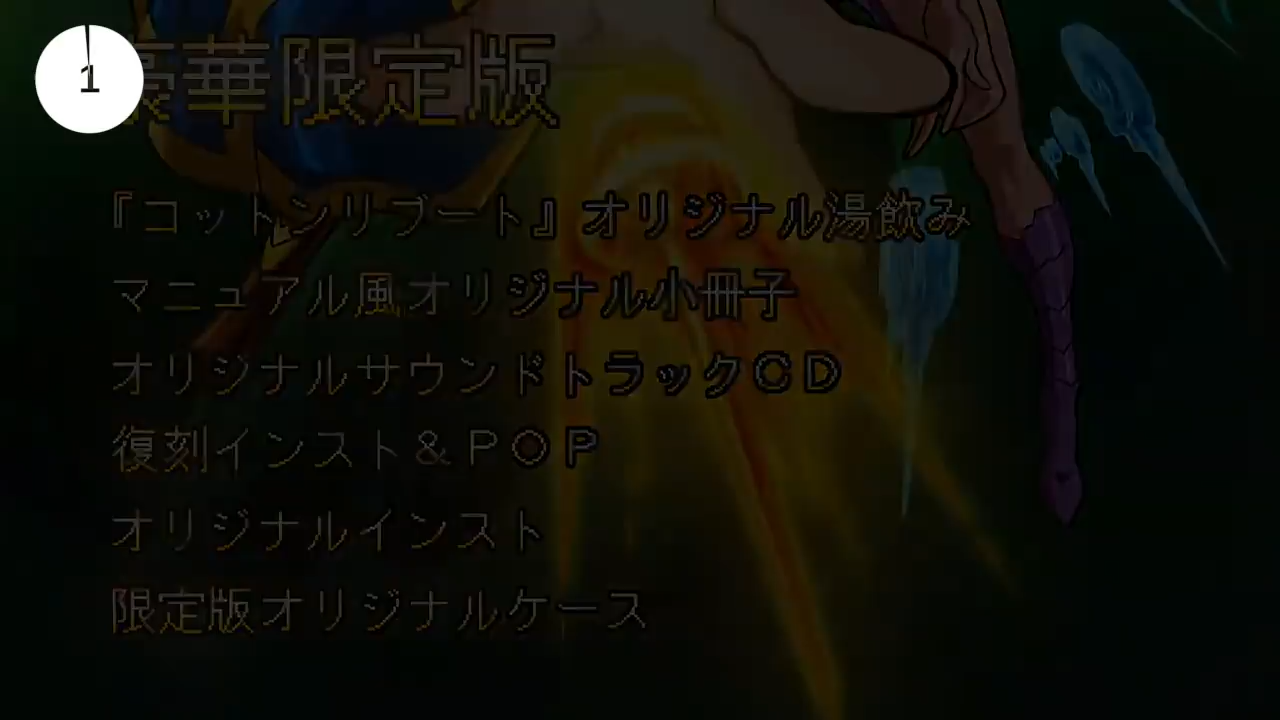 1
豪華限定版
『コットンリブート』オリジナル湯飲み
マニュアル風オリジナル小冊子
オリジナルサウンドトラックCD
復刻インスト&POP
オリジナルインスト
限定版オリジナルケース